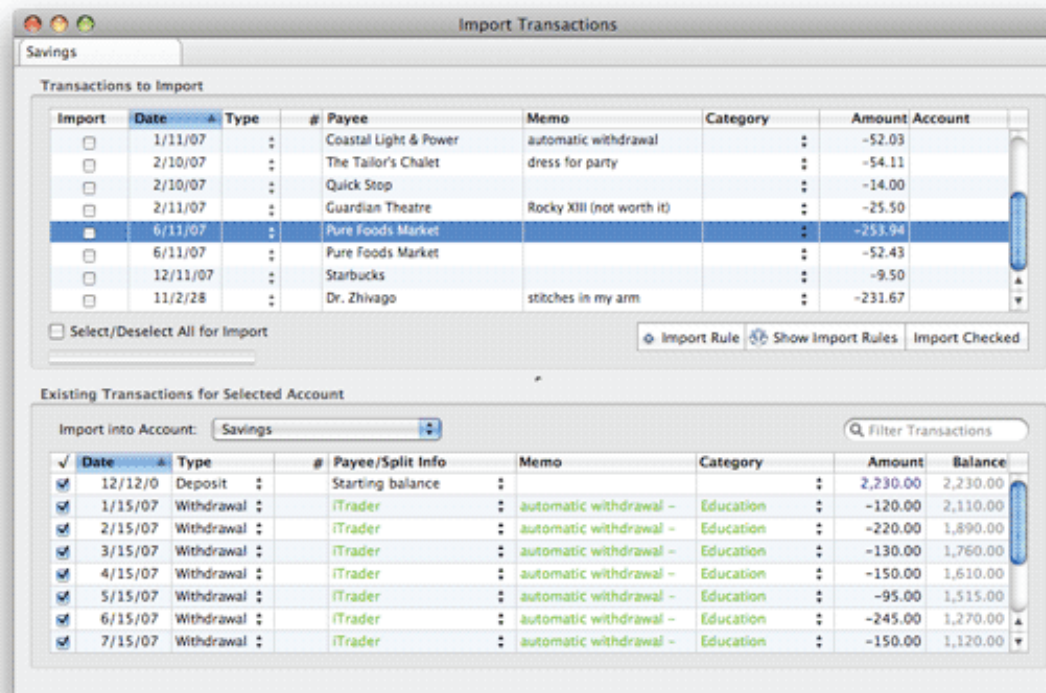 Import Transactions
Savings
Transactions to Import
Import Date Type # Payee Memo Category Amount Account
1/11/07 Coastal Light & Power automatic withdrawal -52.03
2/10/07 The Tailor's Chalet dress for party -54.11
2/10/07 Quick Stop -14.00
2/11/07 Guardian Theatre Rocky XIII (not worth it) -25.50
6/11/07 Pure Foods Market -253.94
6/11/07 Pure Foods Market -52.43
12/11/07 Starbucks -9.50
11/2/28 Dr. Zhivago stitches in my arm -231.67
Select/Deselect All for Import
Import Rule Show Import Rules Import Checked
Existing Transactions for Selected Account
Import into Account: Savings Filter Transactions
√ Date Type # Payee/Split Info Memo Category Amount Balance
12/12/0 Deposit Starting balance 2,230.00 2,230.00
1/15/07 Withdrawal iTrader automatic withdrawal – Education -120.00 2,110.00
2/15/07 Withdrawal iTrader automatic withdrawal – Education -220.00 1,890.00
3/15/07 Withdrawal iTrader automatic withdrawal – Education -130.00 1,760.00
4/15/07 Withdrawal iTrader automatic withdrawal – Education -150.00 1,610.00
5/15/07 Withdrawal iTrader automatic withdrawal – Education -95.00 1,515.00
6/15/07 Withdrawal iTrader automatic withdrawal – Education -245.00 1,270.00
7/15/07 Withdrawal iTrader automatic withdrawal – Education -150.00 1,120.00